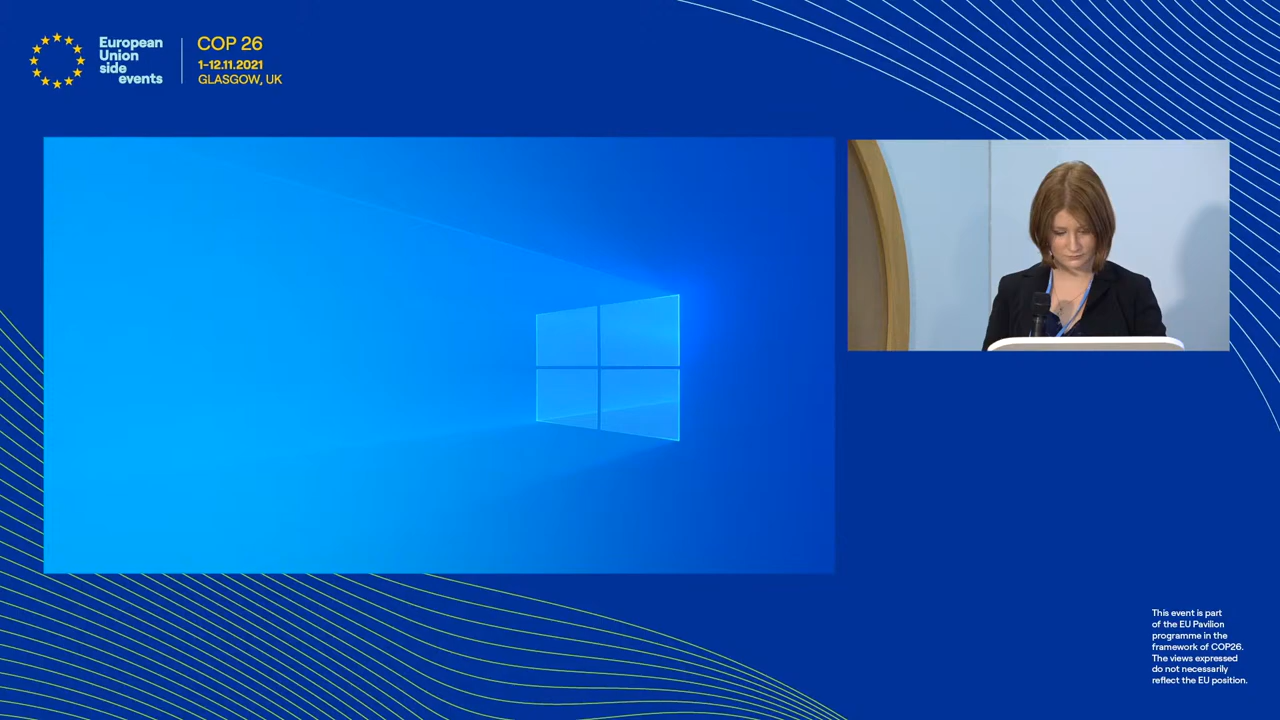 European
Union
side
events
COP 26
1-12.11.2021
GLASGOW, UK
This event is part
of the EU Pavilion
programme in the
framework of COP26.
The views expressed
do not necessarily
reflect the EU position.